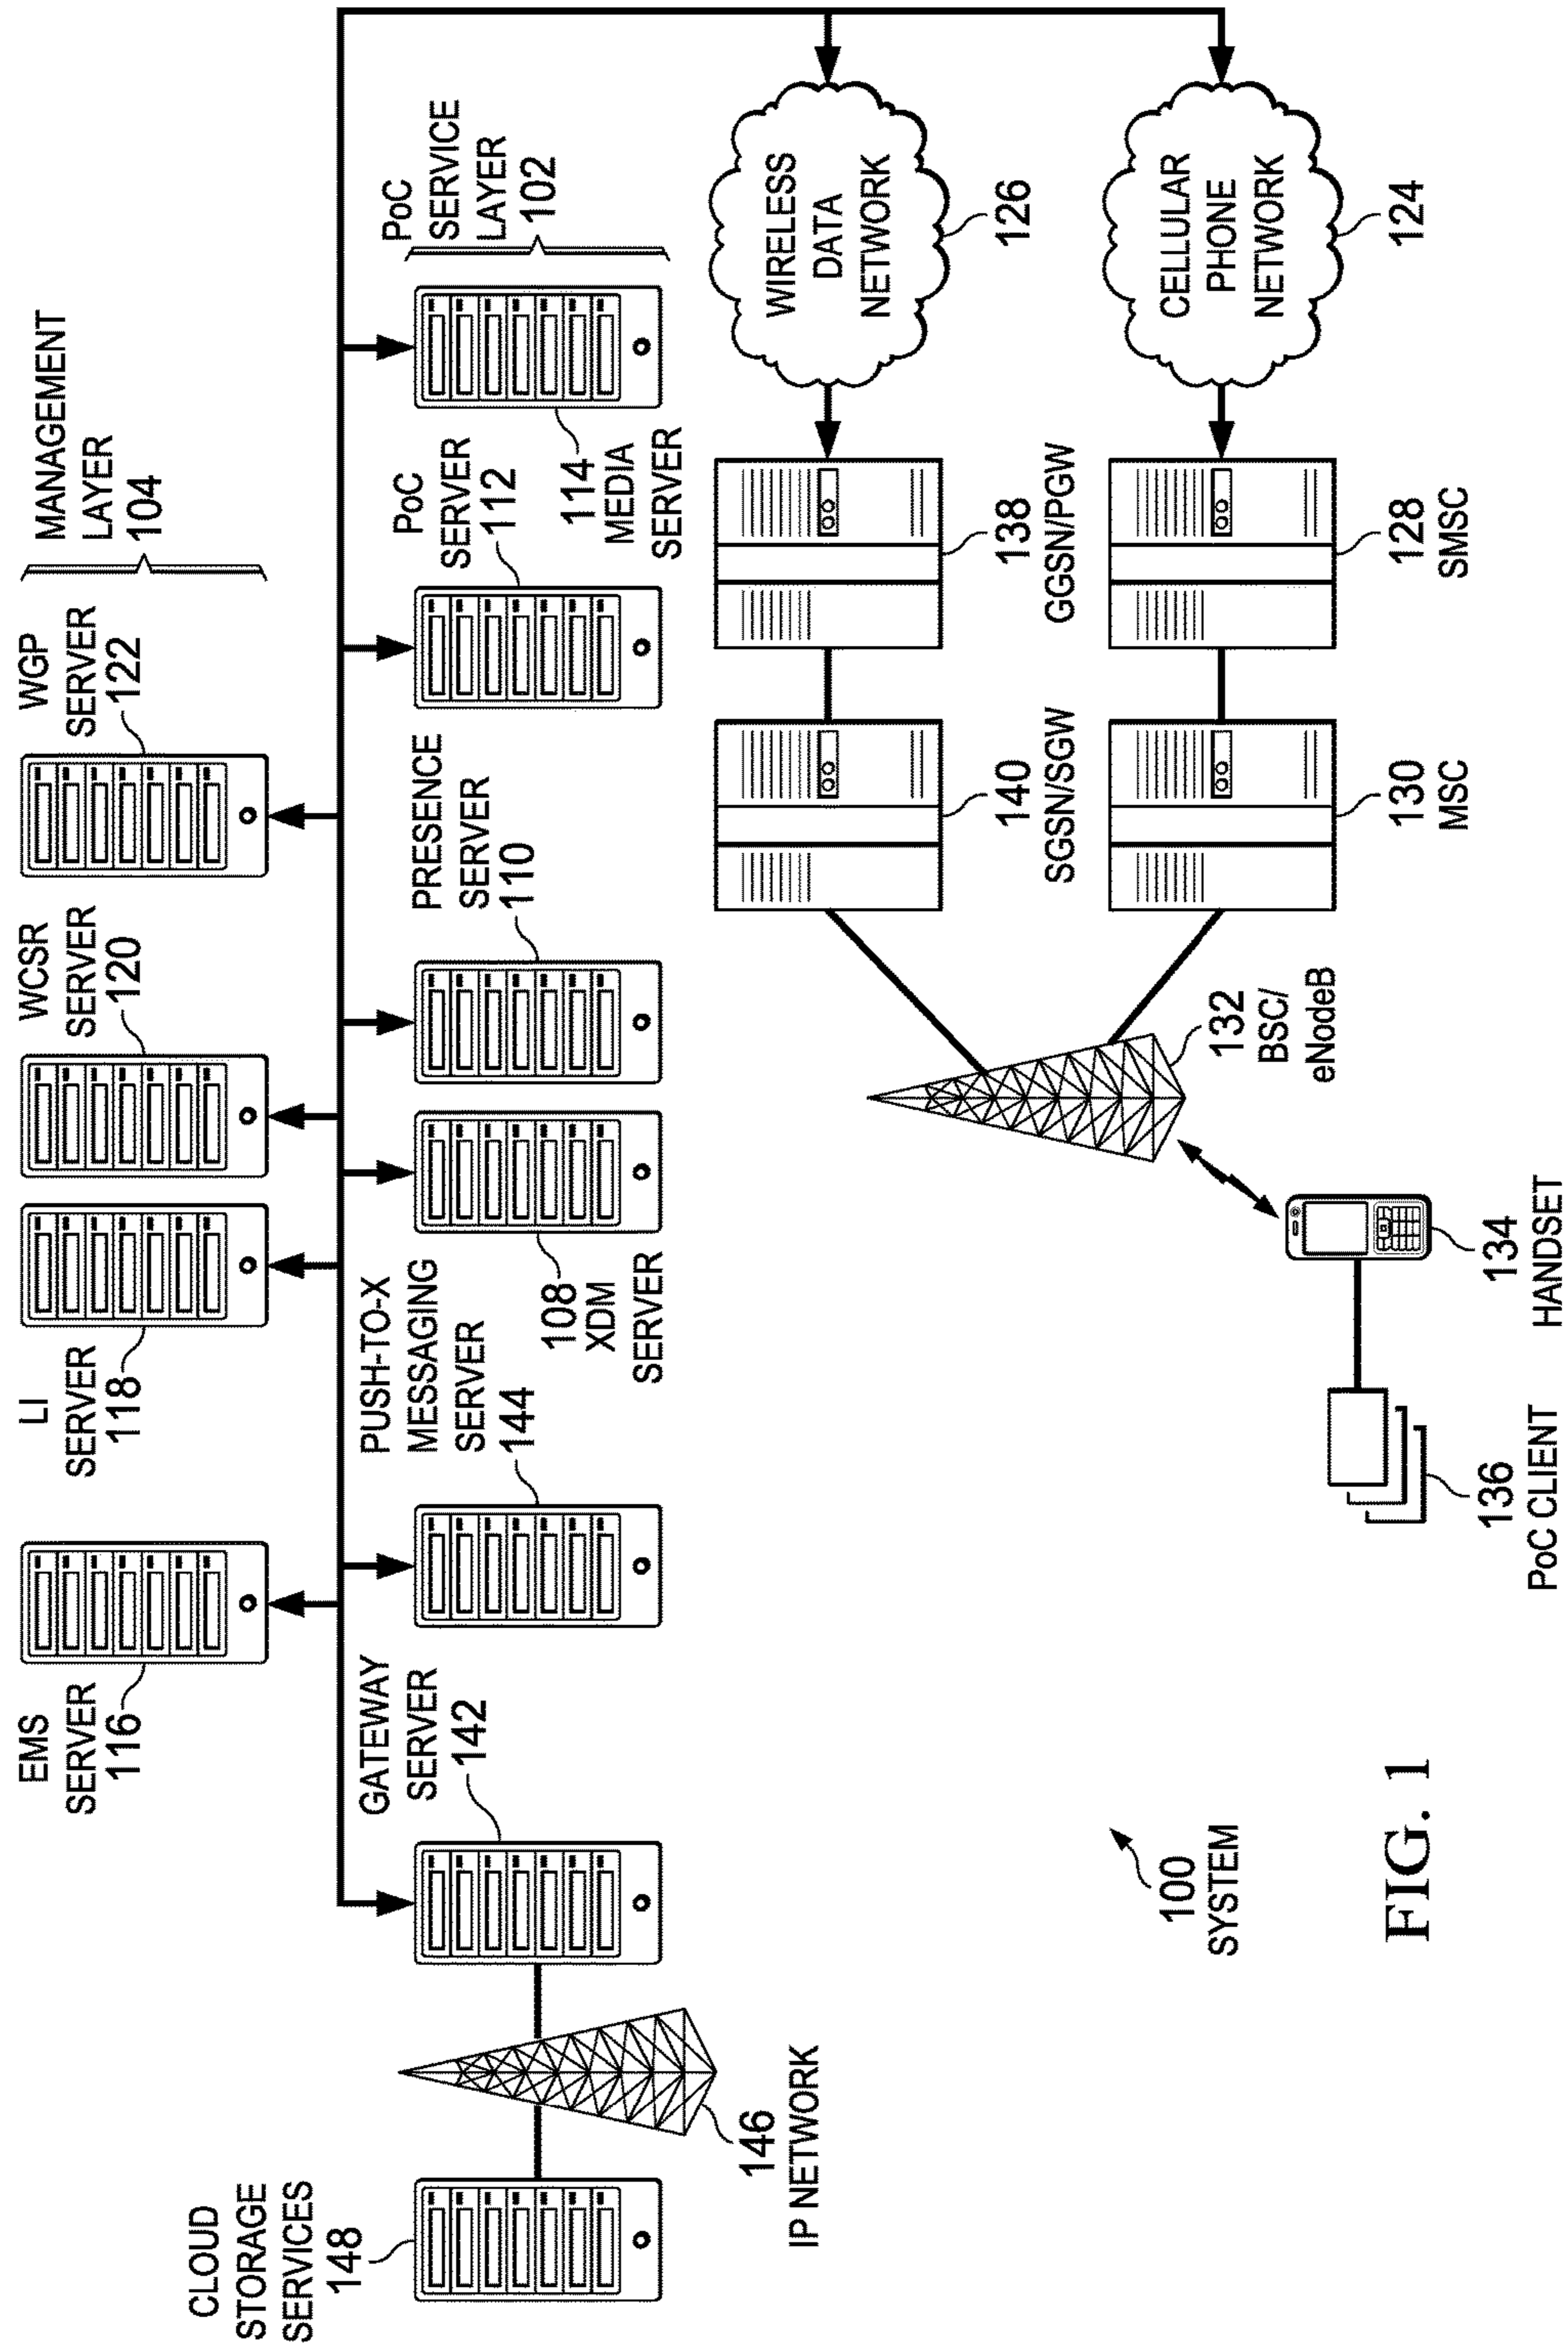 MANAGEMENT
LAYER
104
EMS
SERVER
116
LI
SERVER
118
WCSR
SERVER
120
WGP
SERVER
122
CLOUD
STORAGE
SERVICES
148
146
IP NETWORK
GATEWAY
SERVER
142
PUSH-TO-X
MESSAGING
SERVER
144
108
XDM
SERVER
PRESENCE
SERVER
110
PoC
SERVER
112
114
MEDIA
SERVER
PoC
SERVICE
LAYER
102
WIRELESS
DATA
NETWORK
126
138
GGSN/PGW
140
SGSN/SGW
CELLULAR
PHONE
NETWORK
124
128
SMSC
130
MSC
132
BSC/
eNodeB
134
HANDSET
136
PoC CLIENT
100
SYSTEM
FIG. 1